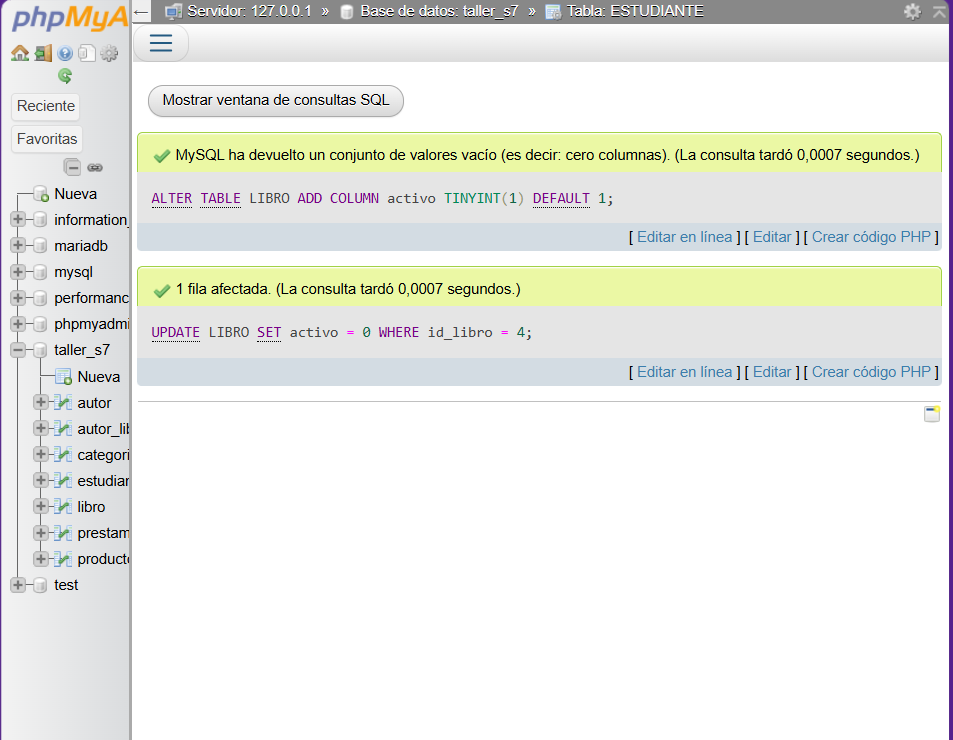 phpMyA
Servidor: 127.0.0.1 » Base de datos: taller_s7 » Tabla: ESTUDIANTE
Reciente
Favoritas
Nueva
information_
mariadb
mysql
performanc
phpmyadmi
taller_s7
Nueva
autor
autor_lib
categori
estudiar
libro
prestam
producto
test
Mostrar ventana de consultas SQL
MySQL ha devuelto un conjunto de valores vacío (es decir: cero columnas). (La consulta tardó 0,0007 segundos.)
ALTER TABLE LIBRO ADD COLUMN activo TINYINT(1) DEFAULT 1;
[ Editar en línea ] [ Editar ] [ Crear código PHP ]
1 fila afectada. (La consulta tardó 0,0007 segundos.)
UPDATE LIBRO SET activo = 0 WHERE id_libro = 4;
[ Editar en línea ] [ Editar ] [ Crear código PHP ]